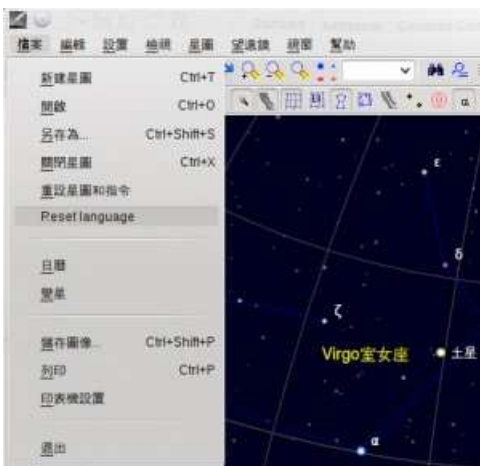 檔案 編輯 設置 檢視 星圖 望遠鏡 視窗 幫助
新建星圖 Ctrl+T
開啟 Ctrl+O
另存為... Ctrl+Shift+S
關閉星圖 Ctrl+X
重設星圖和指令
Reset language
日曆
變星
儲存圖像... Ctrl+Shift+P
列印 Ctrl+P
印表機設置
退出
α
ε
δ
ζ
Virgo室女座
土星
α